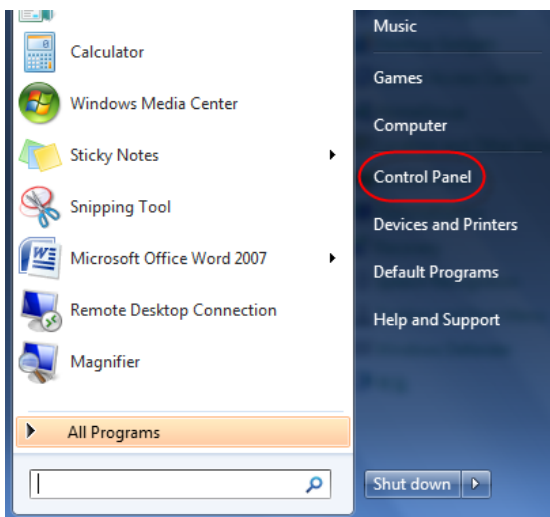 Calculator
Windows Media Center
Sticky Notes
Snipping Tool
Microsoft Office Word 2007
Remote Desktop Connection
Magnifier
All Programs
Music
Games
Computer
Control Panel
Devices and Printers
Default Programs
Help and Support
Shut down